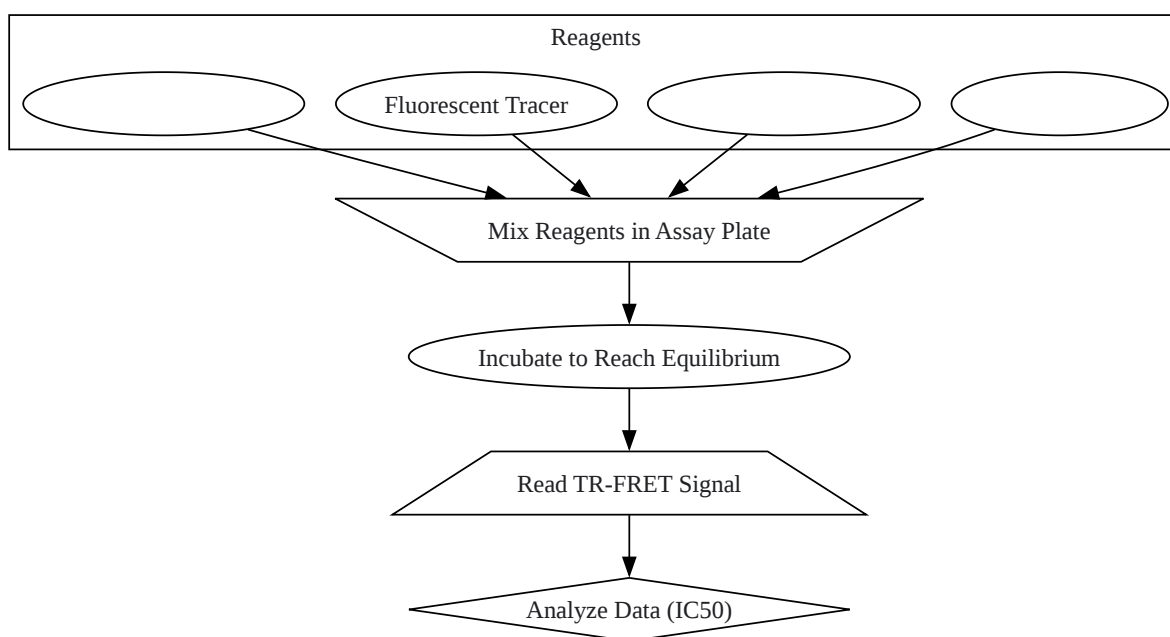 Reagents
Fluorescent Tracer
Mix Reagents in Assay Plate
Incubate to Reach Equilibrium
Read TR-FRET Signal
Analyze Data (IC50)